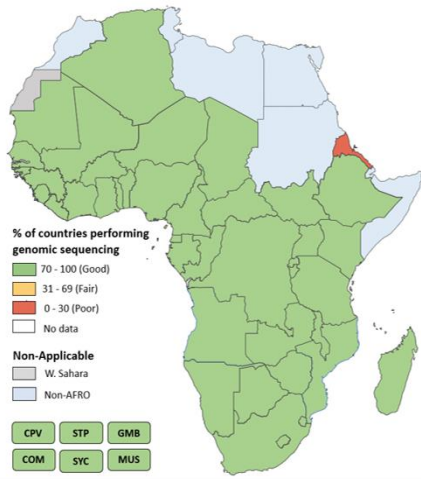 % of countries performing
genomic sequencing
70 - 100 (Good)
31 - 69 (Fair)
0 - 30 (Poor)
No data
Non-Applicable
W. Sahara
Non-AFRO
CPV STP GMB
COM SYC MUS